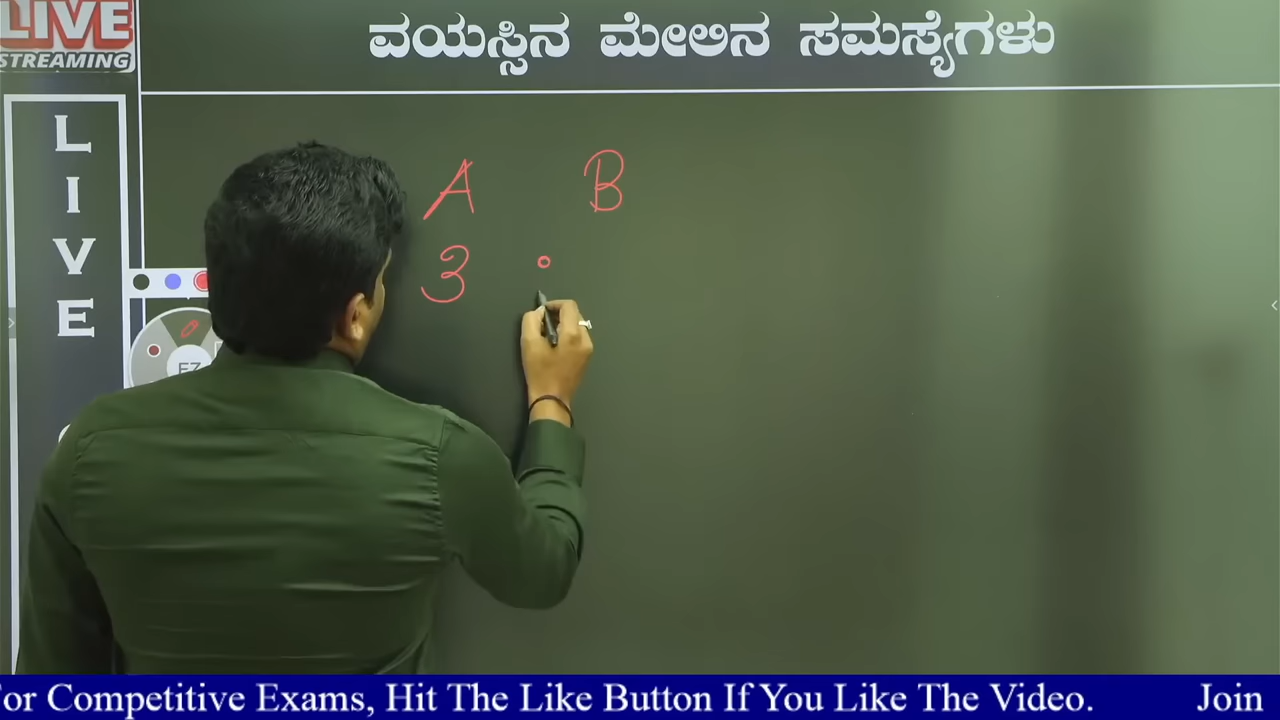 LIVE
STREAMING
ವಯಸ್ಸಿನ ಮೇಲಿನ ಸಮಸ್ಯೆಗಳು
L
I
V
E
A B
3 :
For Competitive Exams, Hit The Like Button If You Like The Video. Join